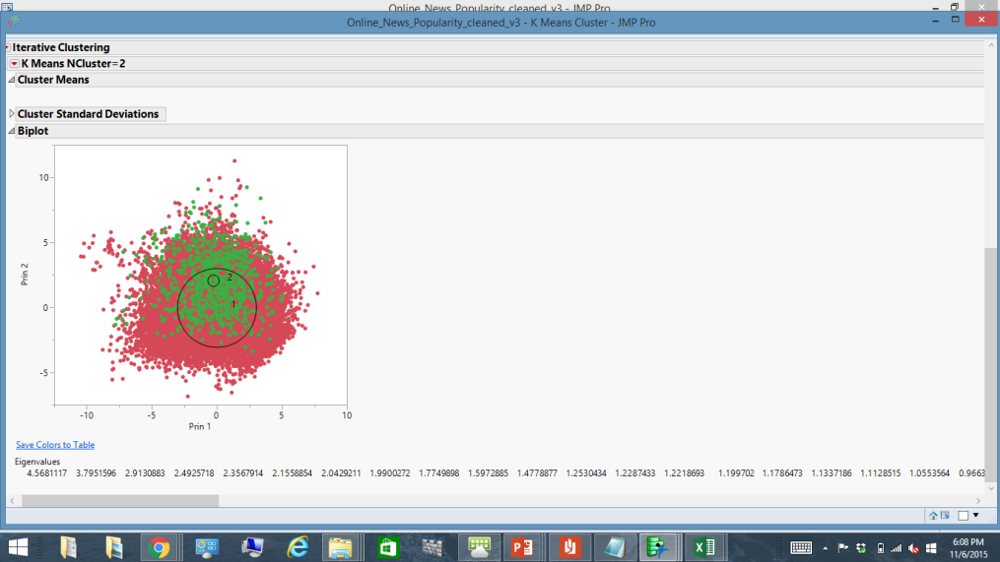 Online_News_Popularity_cleaned_v3 - JMP Pro
Online_News_Popularity_cleaned_v3 - K Means Cluster - JMP Pro
Iterative Clustering
K Means NCluster=2
Cluster Means
Cluster Standard Deviations
Biplot
10
5
0
-5
Prin 2
2
1
-10 -5 0 5 10
Prin 1
Save Colors to Table
Eigenvalues
4.5681117 3.7951596 2.9130883 2.4925718 2.3567914 2.1558854 2.0429211 1.9900272 1.7749898 1.5972885 1.4778877 1.2530434 1.2287433 1.2218693 1.199702 1.1786473 1.1337186 1.1128515 1.0553564 0.9663
6:08 PM
11/6/2015